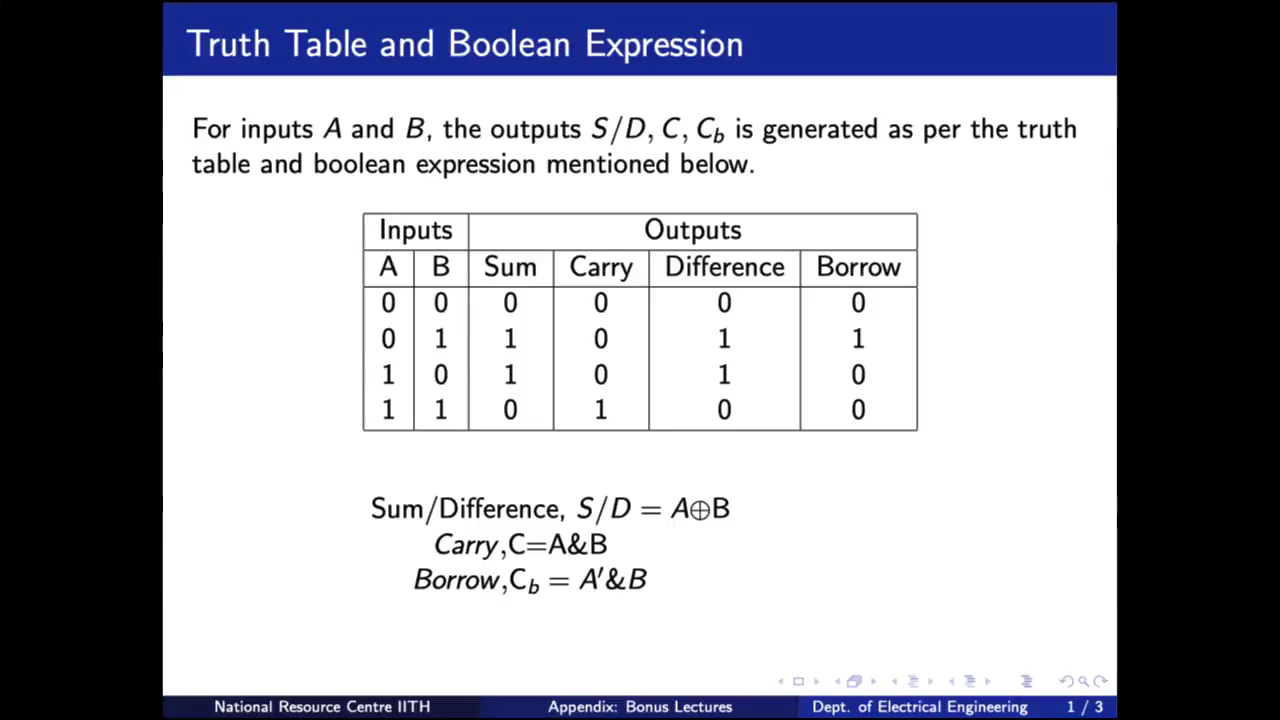 Truth Table and Boolean Expression
For inputs A and B, the outputs S/D, C, C_b is generated as per the truth
table and boolean expression mentioned below.
Inputs Outputs
A B Sum Carry Difference Borrow
0 0 0 0 0 0
0 1 1 0 1 1
1 0 1 0 1 0
1 1 0 1 0 0
Sum/Difference, S/D = A⊕B
Carry,C=A&B
Borrow,C_b = A′&B
National Resource Centre IITH Appendix: Bonus Lectures Dept. of Electrical Engineering 1 / 3